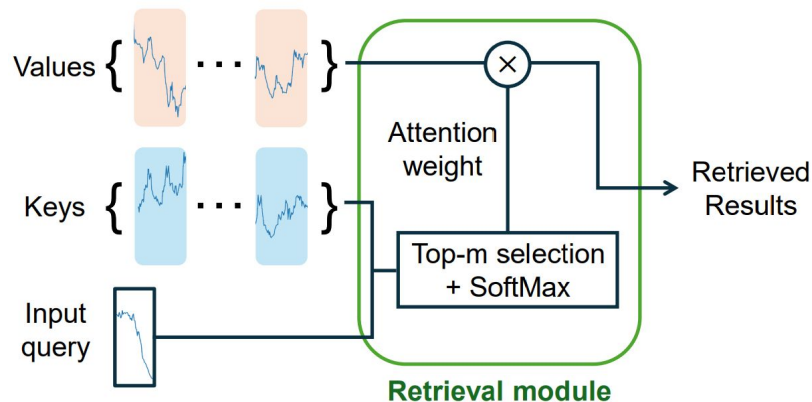 Values
Attention
weight
Retrieved
Results
Keys
Top-m selection
+ SoftMax
Input
query
Retrieval module